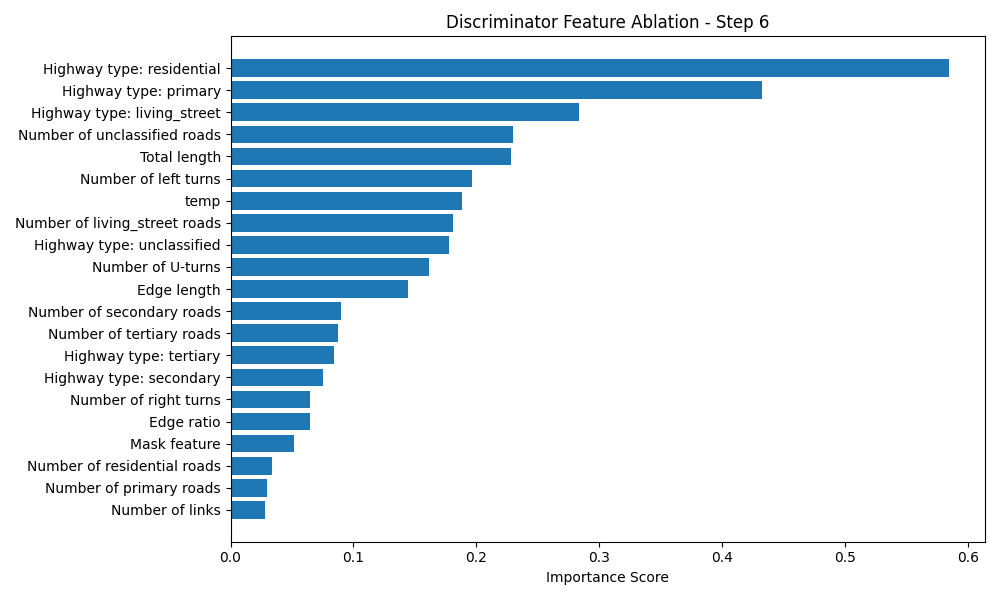 Discriminator Feature Ablation - Step 6
Highway type: residential
Highway type: primary
Highway type: living_street
Number of unclassified roads
Total length
Number of left turns
temp
Number of living_street roads
Highway type: unclassified
Number of U-turns
Edge length
Number of secondary roads
Number of tertiary roads
Highway type: tertiary
Highway type: secondary
Number of right turns
Edge ratio
Mask feature
Number of residential roads
Number of primary roads
Number of links
0.0 0.1 0.2 0.3 0.4 0.5 0.6
Importance Score